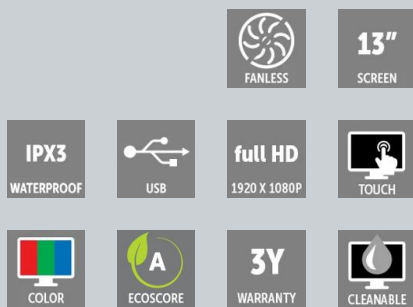 FANLESS
13"
SCREEN
IPX3
WATERPROOF
USB
full HD
1920 X 1080P
TOUCH
COLOR
A
ECOSCORE
3Y
WARRANTY
CLEANABLE